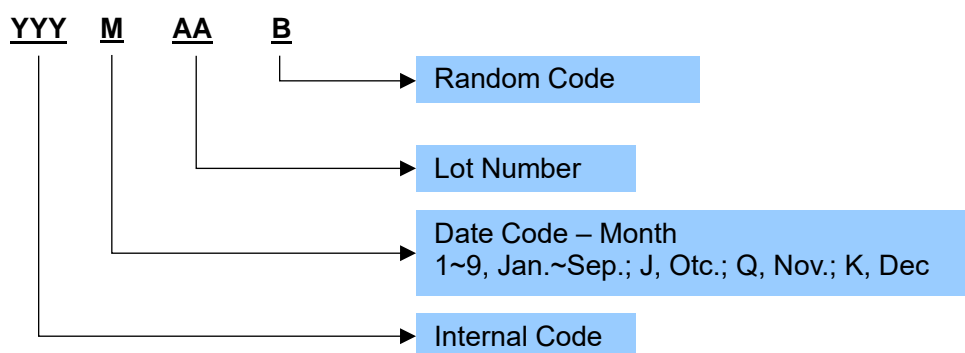 YYY M AA B
Random Code
Lot Number
Date Code – Month
1~9, Jan.~Sep.; J, Otc.; Q, Nov.; K, Dec
Internal Code